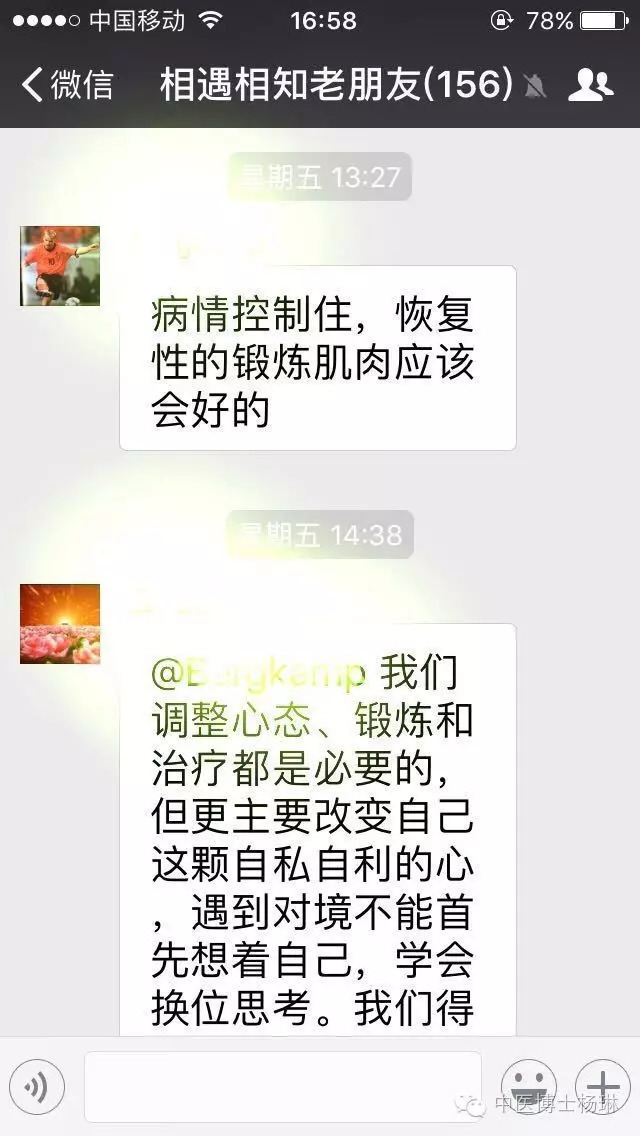 中国移动 16:58 78%
微信 相遇相知老朋友(156)
星期五 13:27
病情控制住，恢复
性的锻炼肌肉应该
会好的
星期五 14:38
@Bergkamp 我们
调整心态、锻炼和
治疗都是必要的，
但更主要改变自己
这颗自私自利的心
，遇到对境不能首
先想着自己，学会
换位思考。我们得
中医博士杨琳